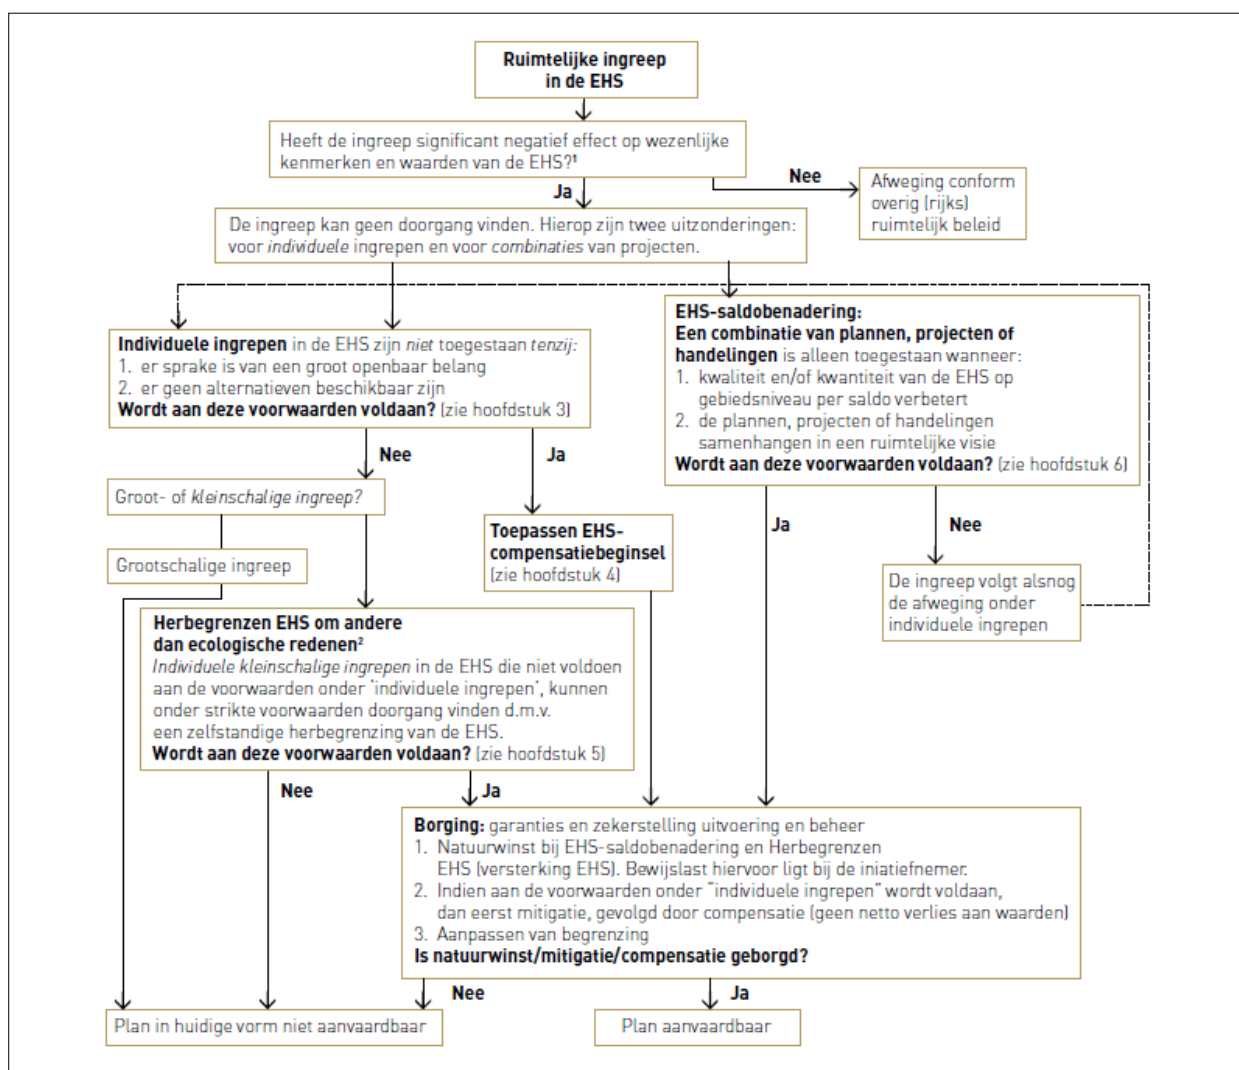 Ruimtelijke ingreep
in de EHS
Heeft de ingreep significant negatief effect op wezenlijke
kenmerken en waarden van de EHS?¹
Nee
Ja
Afweging conform
overig (rijks)
ruimtelijk beleid
De ingreep kan geen doorgang vinden. Hierop zijn twee uitzonderingen:
voor individuele ingrepen en voor combinaties van projecten.
Individuele ingrepen in de EHS zijn niet toegestaan tenzij:
1. er sprake is van een groot openbaar belang
2. er geen alternatieven beschikbaar zijn
Wordt aan deze voorwaarden voldaan? (zie hoofdstuk 3)
EHS-saldobenadering:
Een combinatie van plannen, projecten of
handelingen is alleen toegestaan wanneer:
1. kwaliteit en/of kwantiteit van de EHS op
gebiedsniveau per saldo verbetert
2. de plannen, projecten of handelingen
samenhangen in een ruimtelijke visie
Wordt aan deze voorwaarden voldaan? (zie hoofdstuk 6)
Nee
Ja
Groot- of kleinschalige ingreep?
Ja
Nee
Grootschalige ingreep
Toepassen EHS-
compensatiebeginsel
(zie hoofdstuk 4)
De ingreep volgt alsnog
de afweging onder
individuele ingrepen
Herbegrenzen EHS om andere
dan ecologische redenen²
Individuele kleinschalige ingrepen in de EHS die niet voldoen
aan de voorwaarden onder 'individuele ingrepen', kunnen
onder strikte voorwaarden doorgang vinden d.m.v.
een zelfstandige herbegrenzing van de EHS.
Wordt aan deze voorwaarden voldaan? (zie hoofdstuk 5)
Nee
Ja
Borging: garanties en zekerstelling uitvoering en beheer
1. Natuurwinst bij EHS-saldobenadering en Herbegrenzen
EHS (versterking EHS). Bewijslast hiervoor ligt bij de iniatiefnemer.
2. Indien aan de voorwaarden onder "individuele ingrepen" wordt voldaan,
dan eerst mitigatie, gevolgd door compensatie (geen netto verlies aan waarden)
3. Aanpassen van begrenzing
Is natuurwinst/mitigatie/compensatie geborgd?
Nee
Ja
Plan in huidige vorm niet aanvaardbaar
Plan aanvaardbaar